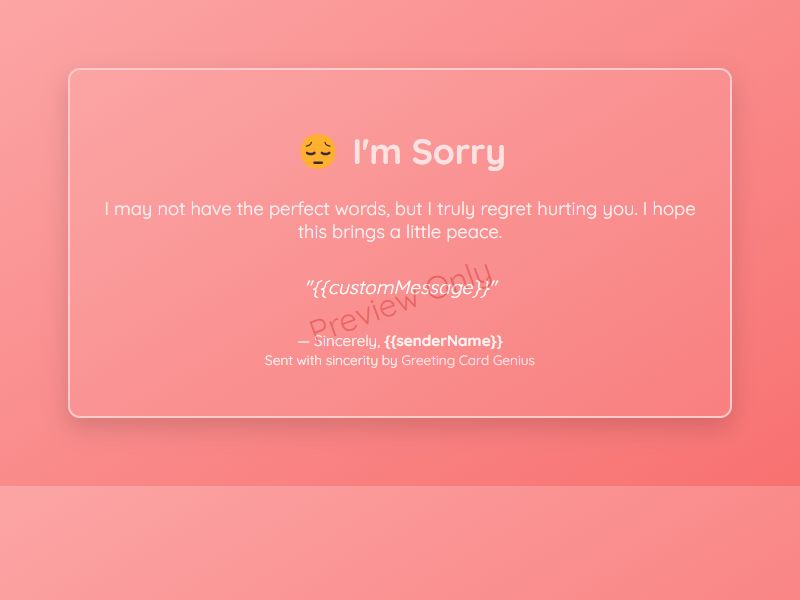 😔 I'm Sorry
I may not have the perfect words, but I truly regret hurting you. I hope
this brings a little peace.
"{{customMessage}}"
Preview Only
— Sincerely, {{senderName}}
Sent with sincerity by Greeting Card Genius